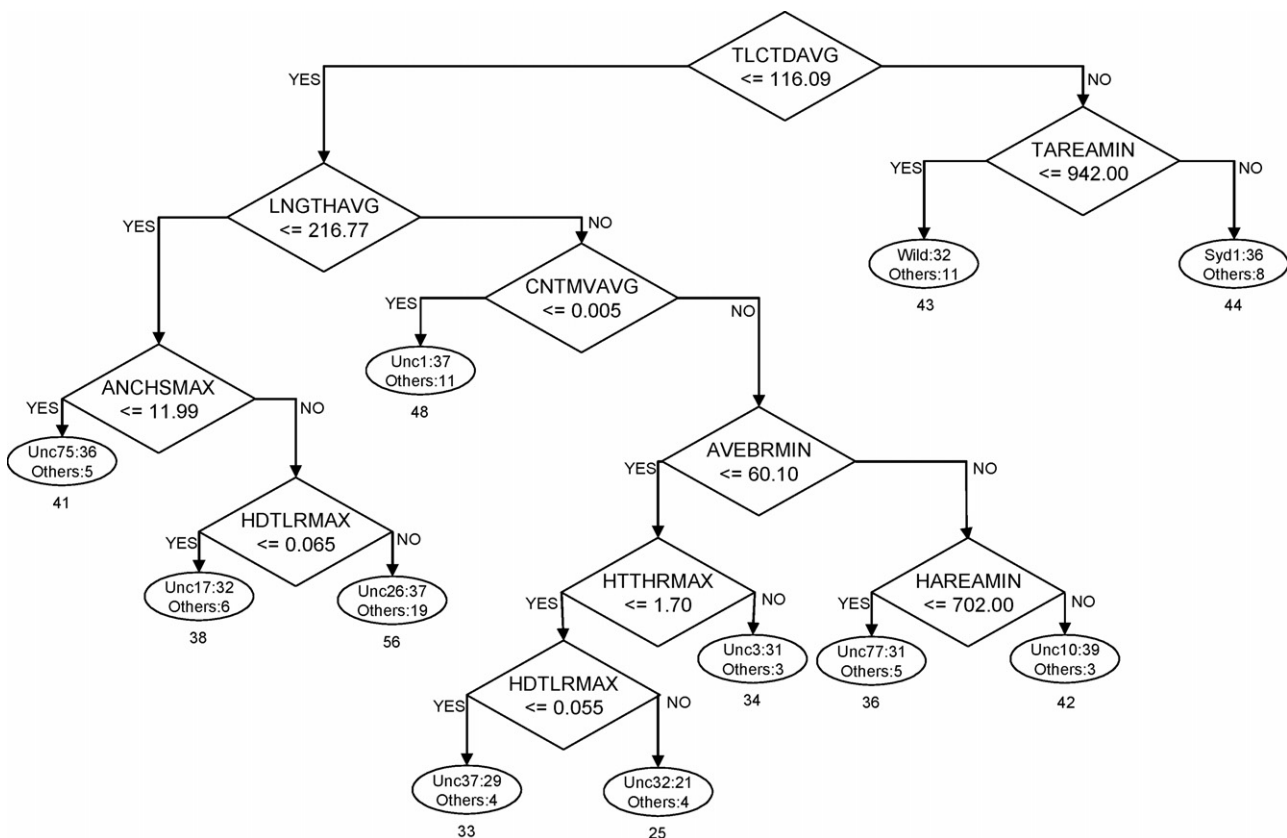 TLCTDAVG
<= 116.09
YES
NO
TAREAMIN
<= 942.00
YES
NO
LNGTHAVG
<= 216.77
YES
NO
Wild:32
Others:11
43
Syd1:36
Others:8
44
CNTMVAVG
<= 0.005
YES
NO
Unc1:37
Others:11
48
ANCHSMAX
<= 11.99
YES
NO
Unc75:36
Others:5
41
AVEBRMIN
<= 60.10
YES
NO
HDTLRMAX
<= 0.065
YES
NO
Unc17:32
Others:6
38
Unc26:37
Others:19
56
HTTHRMAX
<= 1.70
YES
NO
HAREAMIN
<= 702.00
YES
NO
Unc3:31
Others:3
34
Unc77:31
Others:5
36
Unc10:39
Others:3
42
HDTLRMAX
<= 0.055
YES
NO
Unc37:29
Others:4
33
Unc32:21
Others:4
25